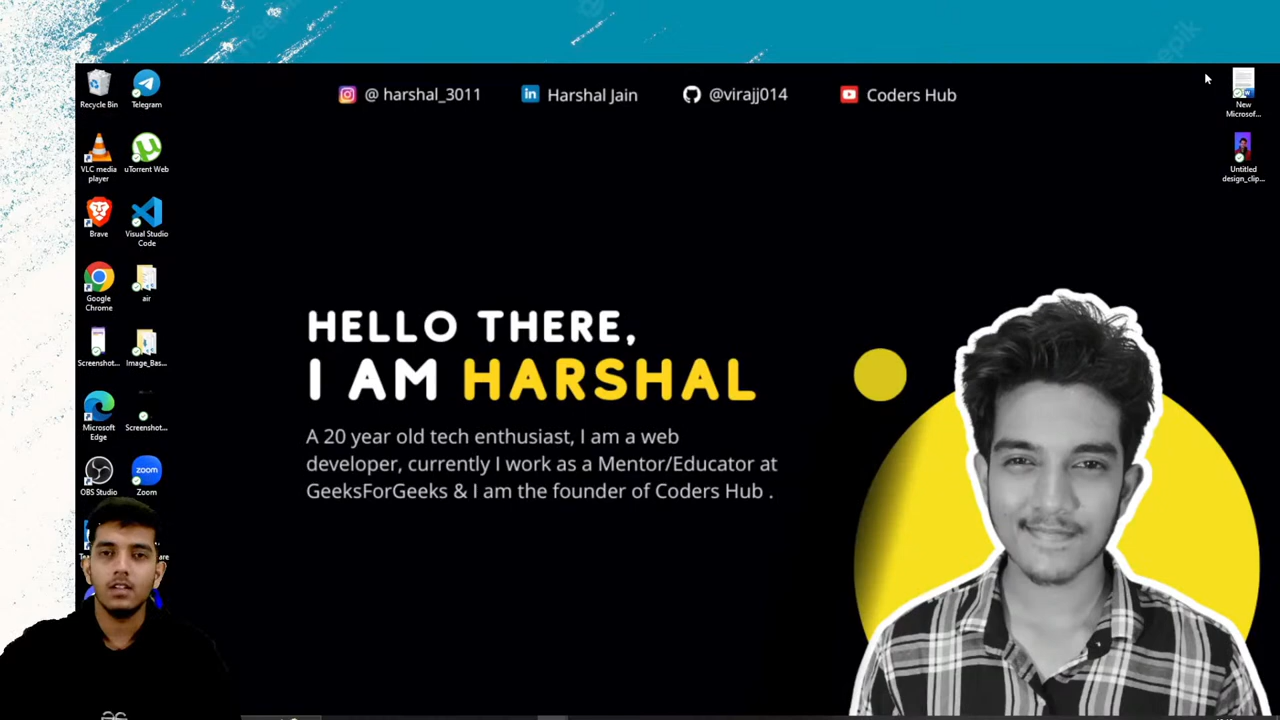 @ harshal_3011
Harshal Jain
@virajj014
Coders Hub
Recycle Bin
Telegram
VLC media
player
uTorrent Web
Brave
Visual Studio
Code
Google
Chrome
air
Screenshot...
Image_Bas...
Microsoft
Edge
Screenshot...
OBS Studio
Zoom
New
Microsof...
Untitled
design_clip...
HELLO THERE,
I AM HARSHAL
A 20 year old tech enthusiast, I am a web
developer, currently I work as a Mentor/Educator at
GeeksForGeeks & I am the founder of Coders Hub .